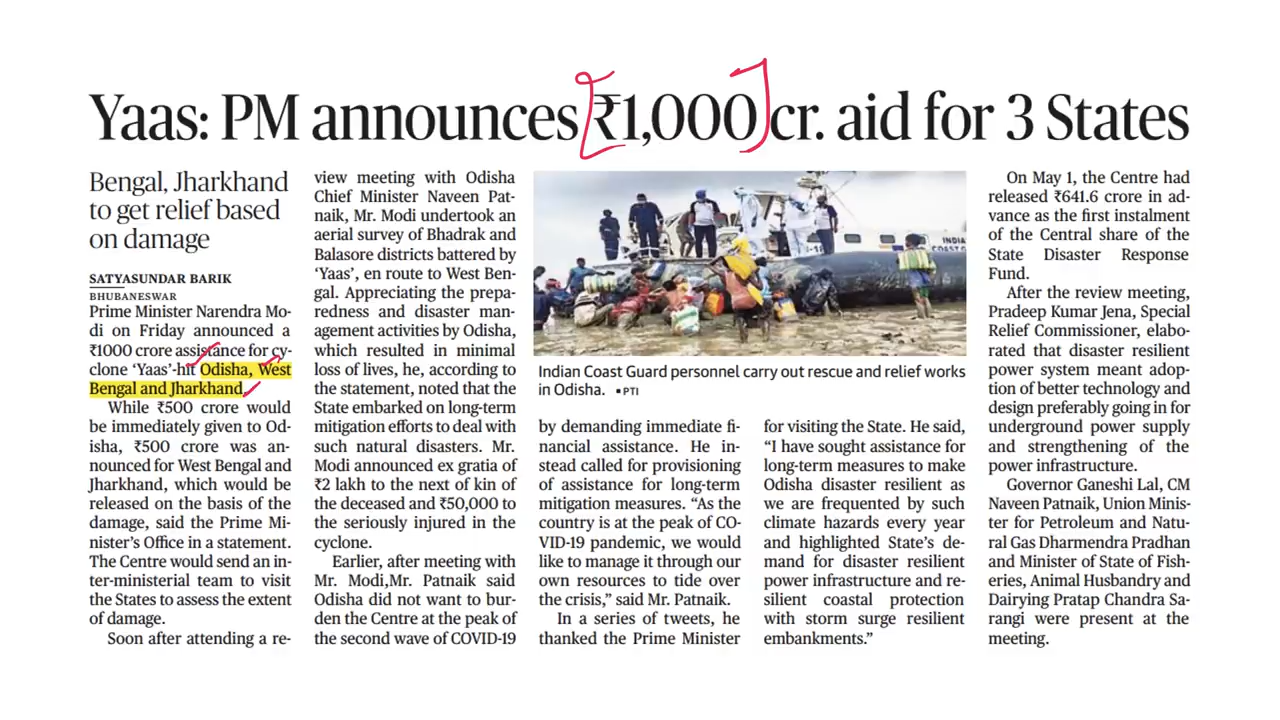 Yaas: PM announces ₹1,000 cr. aid for 3 States
Bengal, Jharkhand
to get relief based
on damage
SATYASUNDAR BARIK
BHUBANESWAR
Prime Minister Narendra Mo-
di on Friday announced a
₹1000 crore assistance for cy-
clone ‘Yaas’-hit Odisha, West
Bengal and Jharkhand.
While ₹500 crore would
be immediately given to Od-
isha, ₹500 crore was an-
nounced for West Bengal and
Jharkhand, which would be
released on the basis of the
damage, said the Prime Mi-
nister’s Office in a statement.
The Centre would send an in-
ter-ministerial team to visit
the States to assess the extent
of damage.
Soon after attending a re-
view meeting with Odisha
Chief Minister Naveen Pat-
naik, Mr. Modi undertook an
aerial survey of Bhadrak and
Balasore districts battered by
‘Yaas’, en route to West Ben-
gal. Appreciating the prepa-
redness and disaster man-
agement activities by Odisha,
which resulted in minimal
loss of lives, he, according to
the statement, noted that the
State embarked on long-term
mitigation efforts to deal with
such natural disasters. Mr.
Modi announced ex gratia of
₹2 lakh to the next of kin of
the deceased and ₹50,000 to
the seriously injured in the
cyclone.
Earlier, after meeting with
Mr. Modi,Mr. Patnaik said
Odisha did not want to bur-
den the Centre at the peak of
the second wave of COVID-19
INDIA
COAST G
Indian Coast Guard personnel carry out rescue and relief works
in Odisha. ▪PTI
by demanding immediate fi-
nancial assistance. He in-
stead called for provisioning
of assistance for long-term
mitigation measures. “As the
country is at the peak of CO-
VID-19 pandemic, we would
like to manage it through our
own resources to tide over
the crisis,” said Mr. Patnaik.
In a series of tweets, he
thanked the Prime Minister
for visiting the State. He said,
“I have sought assistance for
long-term measures to make
Odisha disaster resilient as
we are frequented by such
climate hazards every year
and highlighted State’s de-
mand for disaster resilient
power infrastructure and re-
silient coastal protection
with storm surge resilient
embankments.”
On May 1, the Centre had
released ₹641.6 crore in ad-
vance as the first instalment
of the Central share of the
State Disaster Response
Fund.
After the review meeting,
Pradeep Kumar Jena, Special
Relief Commissioner, elabo-
rated that disaster resilient
power system meant adop-
tion of better technology and
design preferably going in for
underground power supply
and strengthening of the
power infrastructure.
Governor Ganeshi Lal, CM
Naveen Patnaik, Union Minis-
ter for Petroleum and Natu-
ral Gas Dharmendra Pradhan
and Minister of State of Fish-
eries, Animal Husbandry and
Dairying Pratap Chandra Sa-
rangi were present at the
meeting.